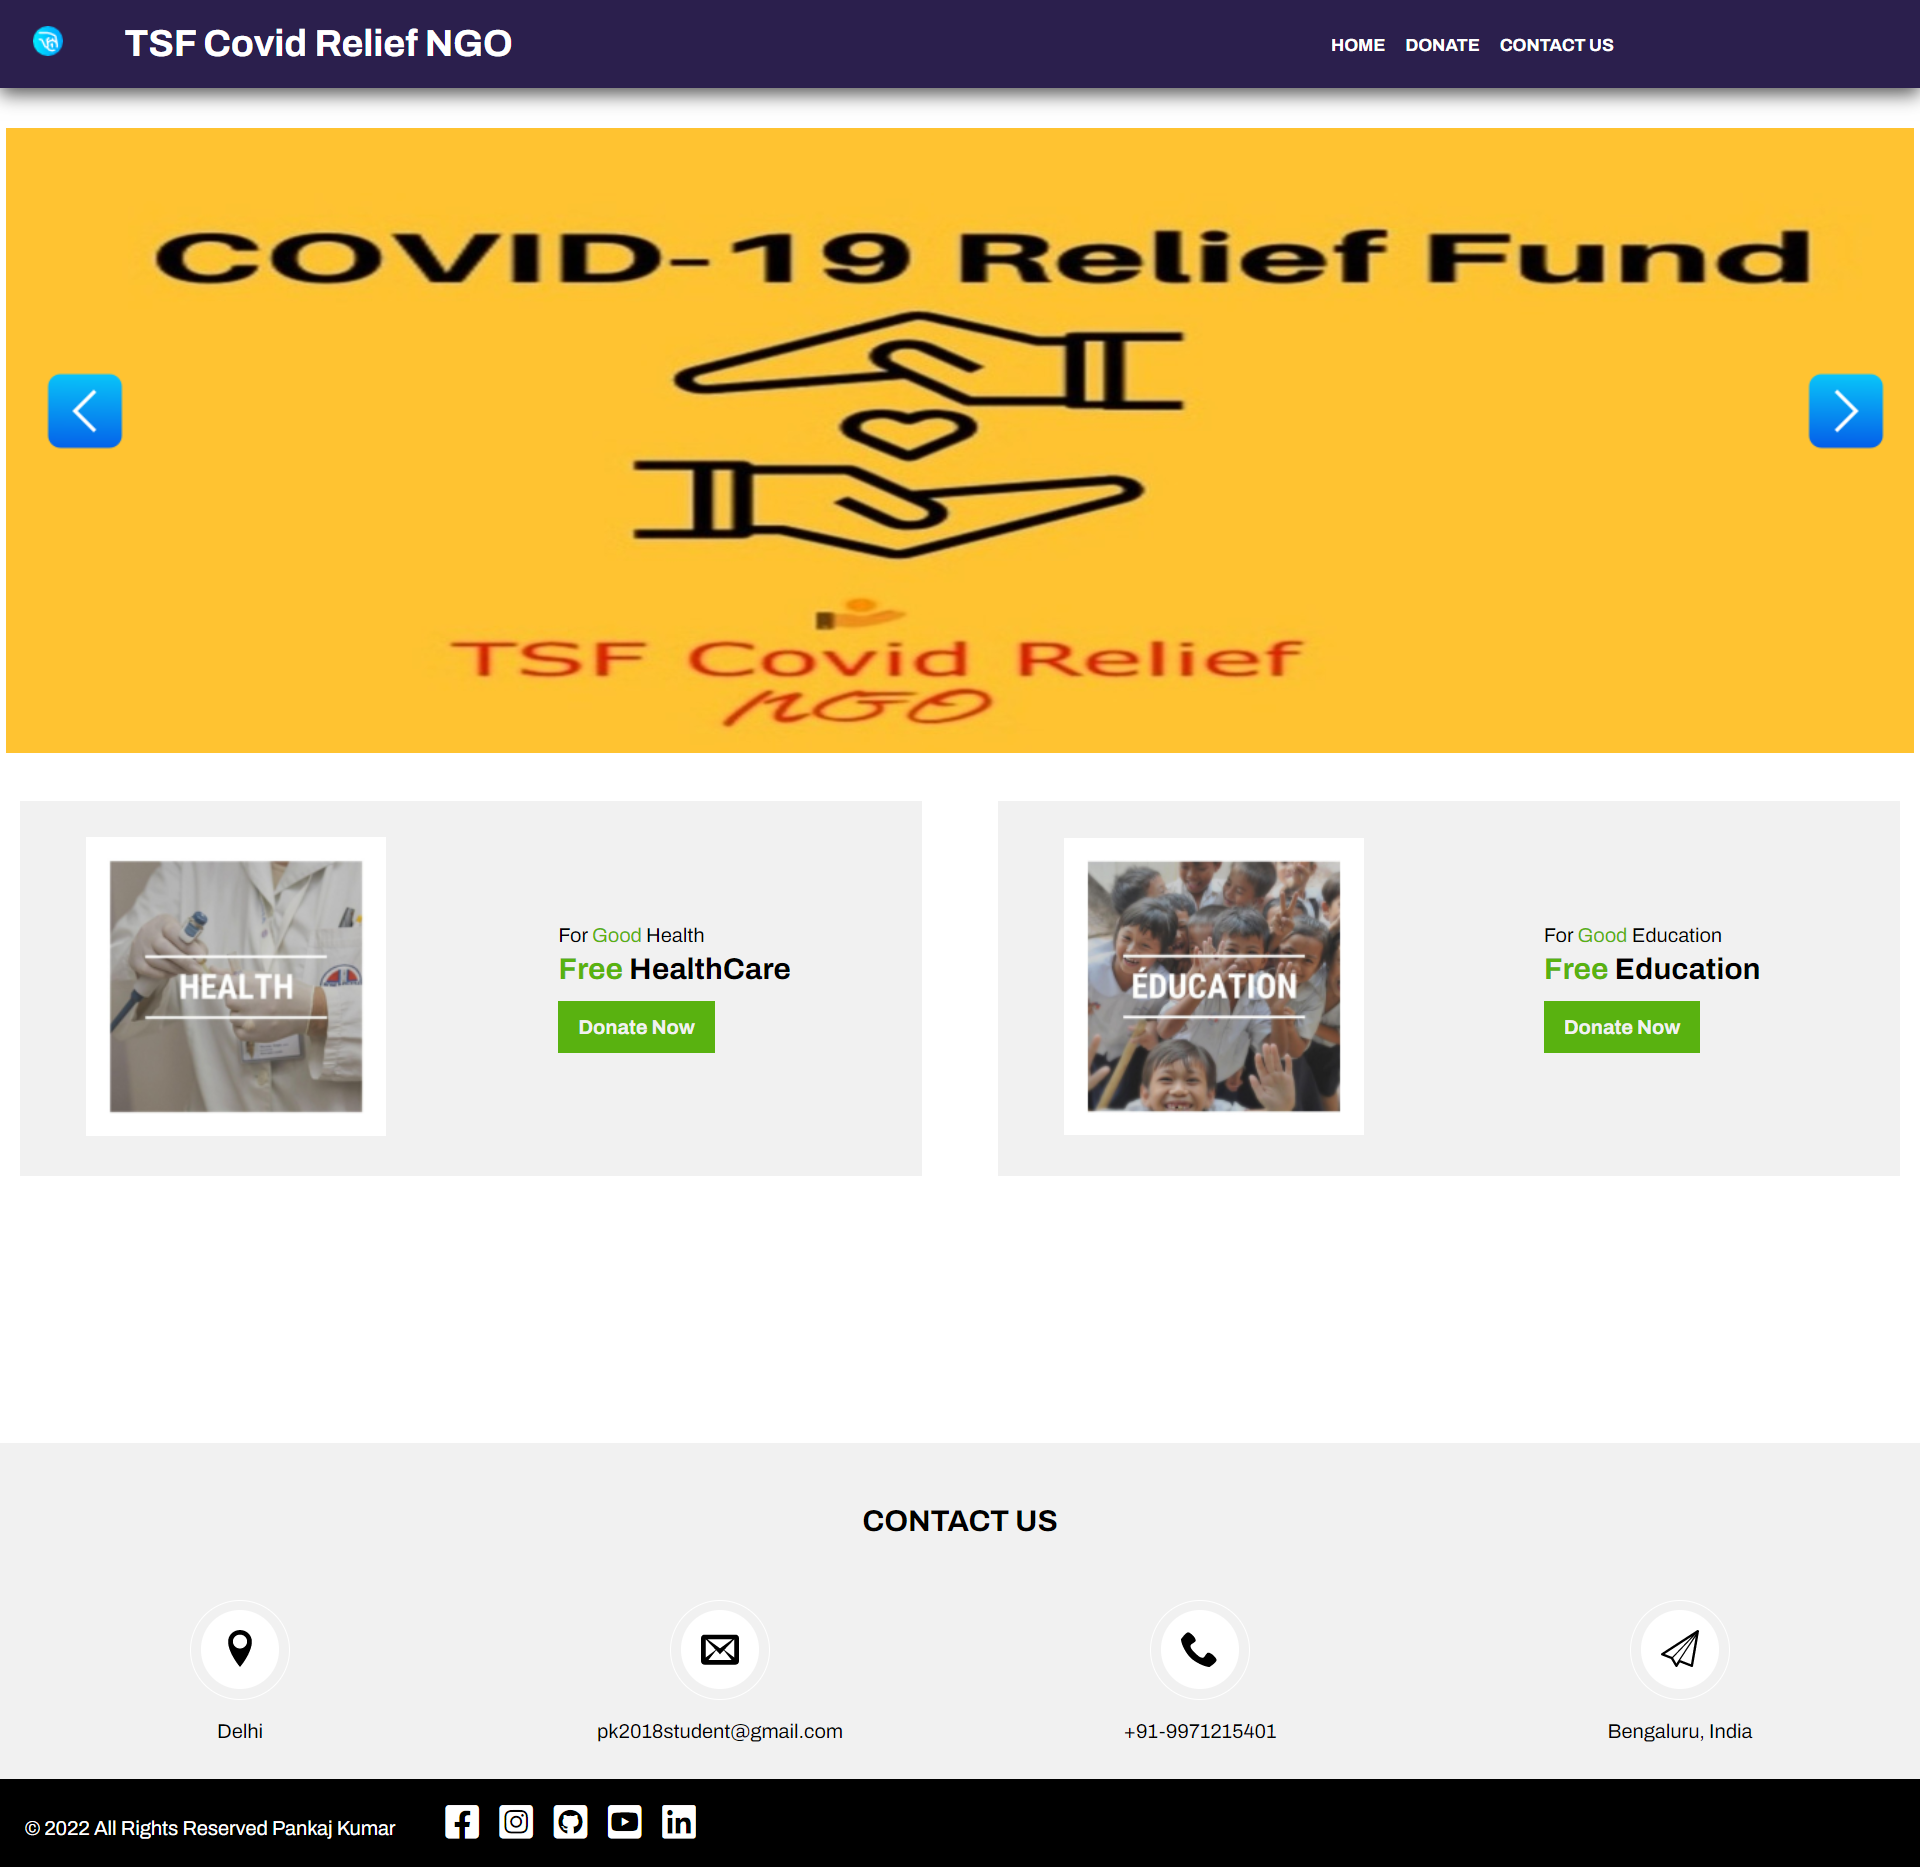 TSF Covid Relief NGO
HOME DONATE CONTACT US
COVID-19 Relief Fund
TSF Covid Relief
NGO
HEALTH
For Good Health
Free HealthCare
Donate Now
ÉDUCATION
For Good Education
Free Education
Donate Now
CONTACT US
Delhi
pk2018student@gmail.com
+91-9971215401
Bengaluru, India
© 2022 All Rights Reserved Pankaj Kumar